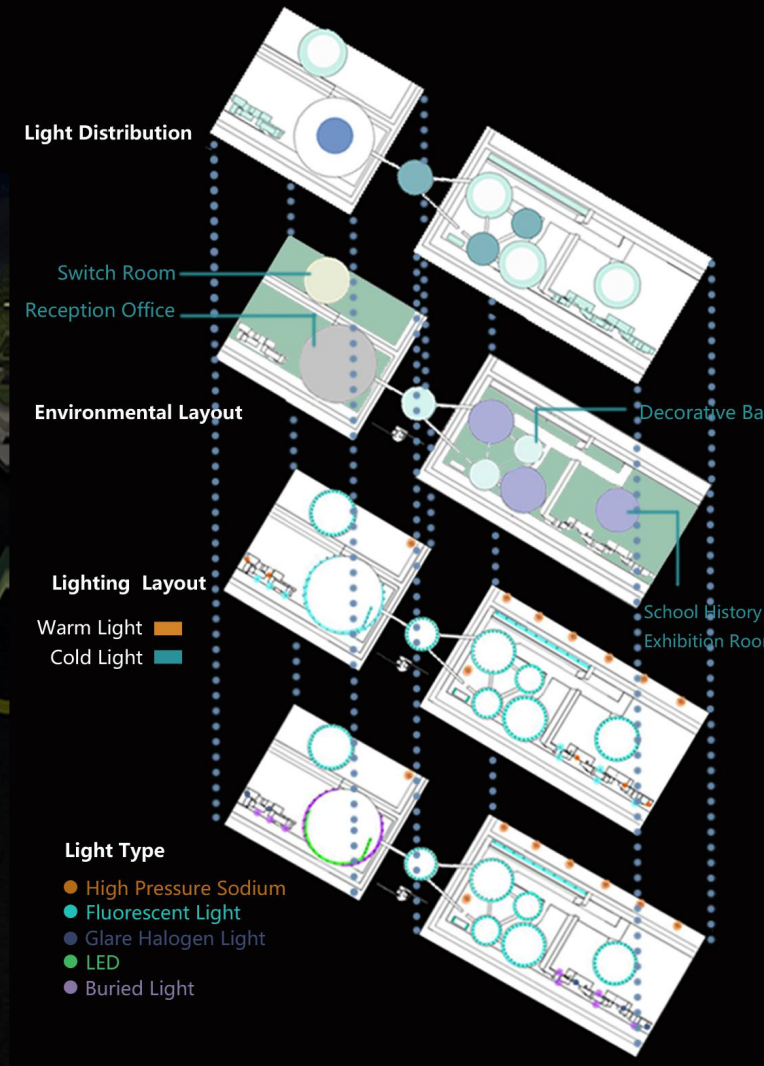 Light Distribution
Switch Room
Reception Office
Environmental Layout
Decorative Ba
Lighting Layout
Warm Light
Cold Light
School History
Exhibition Room
Light Type
High Pressure Sodium
Fluorescent Light
Glare Halogen Light
LED
Buried Light